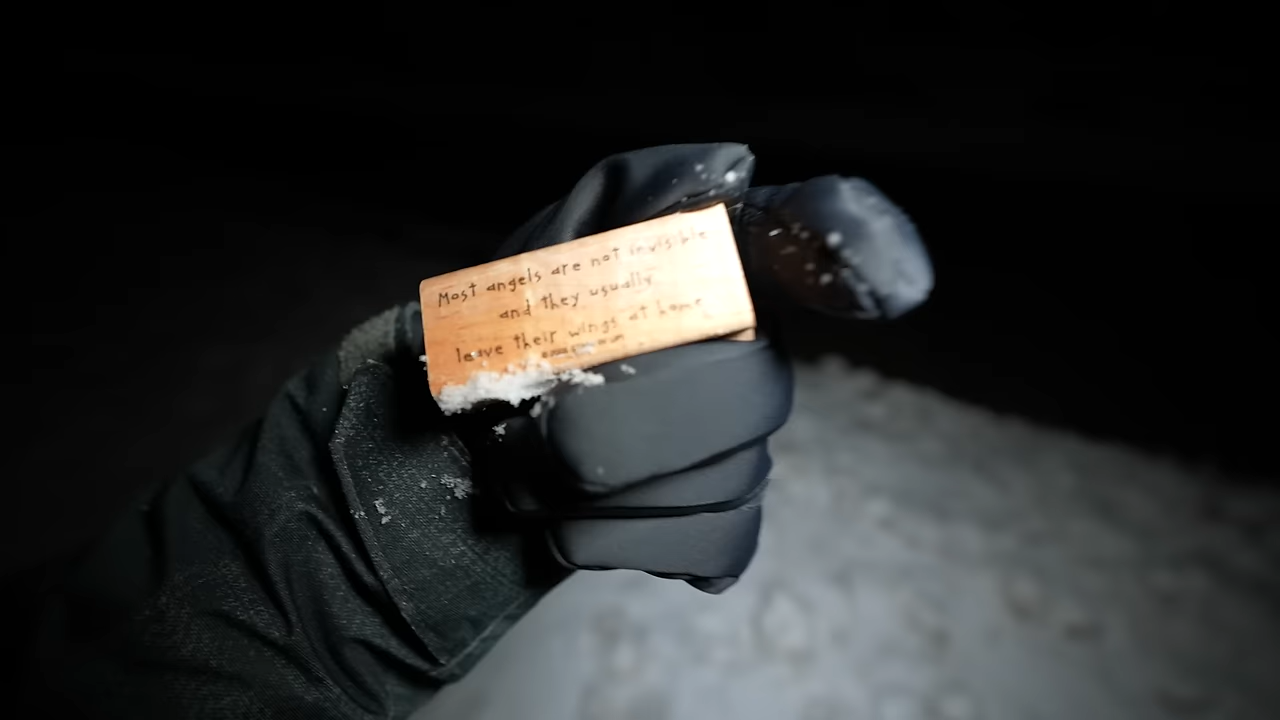 Most angels are not invisible
and they usually
leave their wings at home